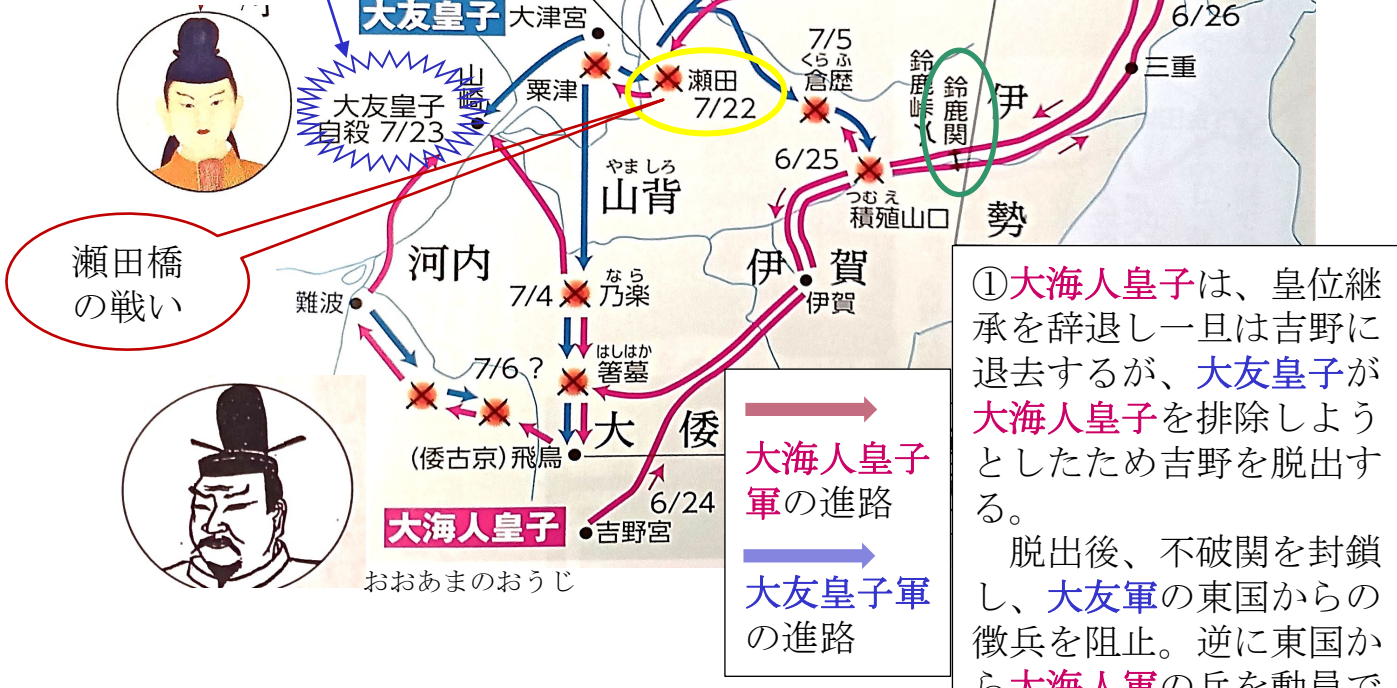 大友皇子
大津宮
6/26
7/5
くらふ
倉歴
鈴鹿峠
鈴鹿関
三重
伊
勢
山崎
粟津
瀬田
7/22
大友皇子
自殺 7/23
6/25
つむえ
積殖山口
やましろ
山背
瀬田橋
の戦い
河内
難波
7/4
なら
乃楽
伊賀
伊賀
7/6？
はしはか
箸墓
大倭
(倭古京)飛鳥
6/24
大海人皇子
吉野宮
おおあまのおうじ
大海人皇子
軍の進路
大友皇子軍
の進路
①大海人皇子は、皇位継
承を辞退し一旦は吉野に
退去するが、大友皇子が
大海人皇子を排除しよう
としたため吉野を脱出す
る。
　脱出後、不破関を封鎖
し、大友軍の東国からの
徴兵を阻止。逆に東国か
ら大海人軍の兵を動員で